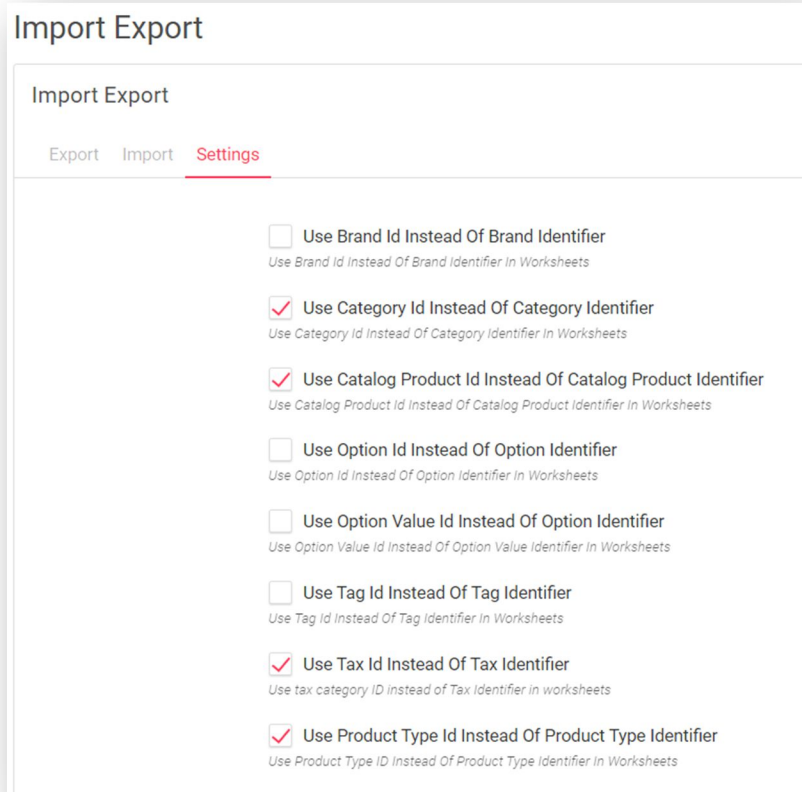 Import Export
Import Export
Export Import Settings
Use Brand Id Instead Of Brand Identifier
Use Brand Id Instead Of Brand Identifier In Worksheets
Use Category Id Instead Of Category Identifier
Use Category Id Instead Of Category Identifier In Worksheets
Use Catalog Product Id Instead Of Catalog Product Identifier
Use Catalog Product Id Instead Of Catalog Product Identifier In Worksheets
Use Option Id Instead Of Option Identifier
Use Option Id Instead Of Option Identifier In Worksheets
Use Option Value Id Instead Of Option Identifier
Use Option Value Id Instead Of Option Value Identifier In Worksheets
Use Tag Id Instead Of Tag Identifier
Use Tag Id Instead Of Tag Identifier In Worksheets
Use Tax Id Instead Of Tax Identifier
Use tax category ID instead of Tax Identifier in worksheets
Use Product Type Id Instead Of Product Type Identifier
Use Product Type ID Instead Of Product Type Identifier In Worksheets